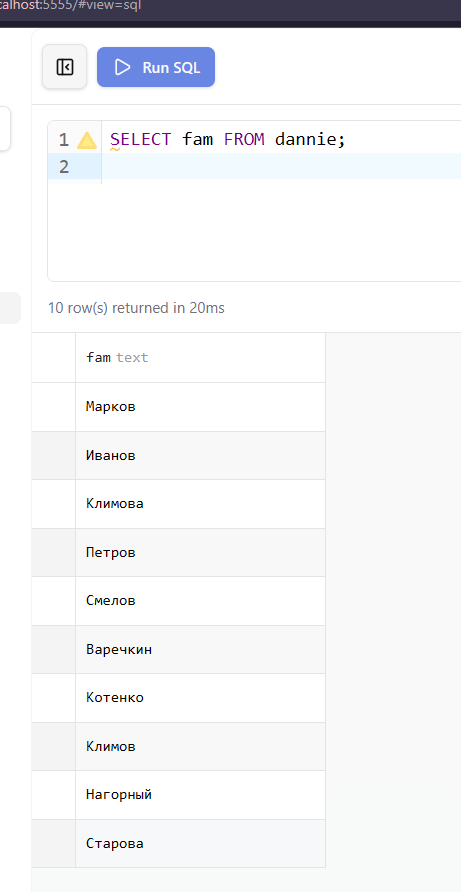 calhost:5555/#view=sql
Run SQL
1 SELECT fam FROM dannie;
2
10 row(s) returned in 20ms
fam text
Марков
Иванов
Климова
Петров
Смелов
Варечкин
Котенко
Климов
Нагорный
Старова